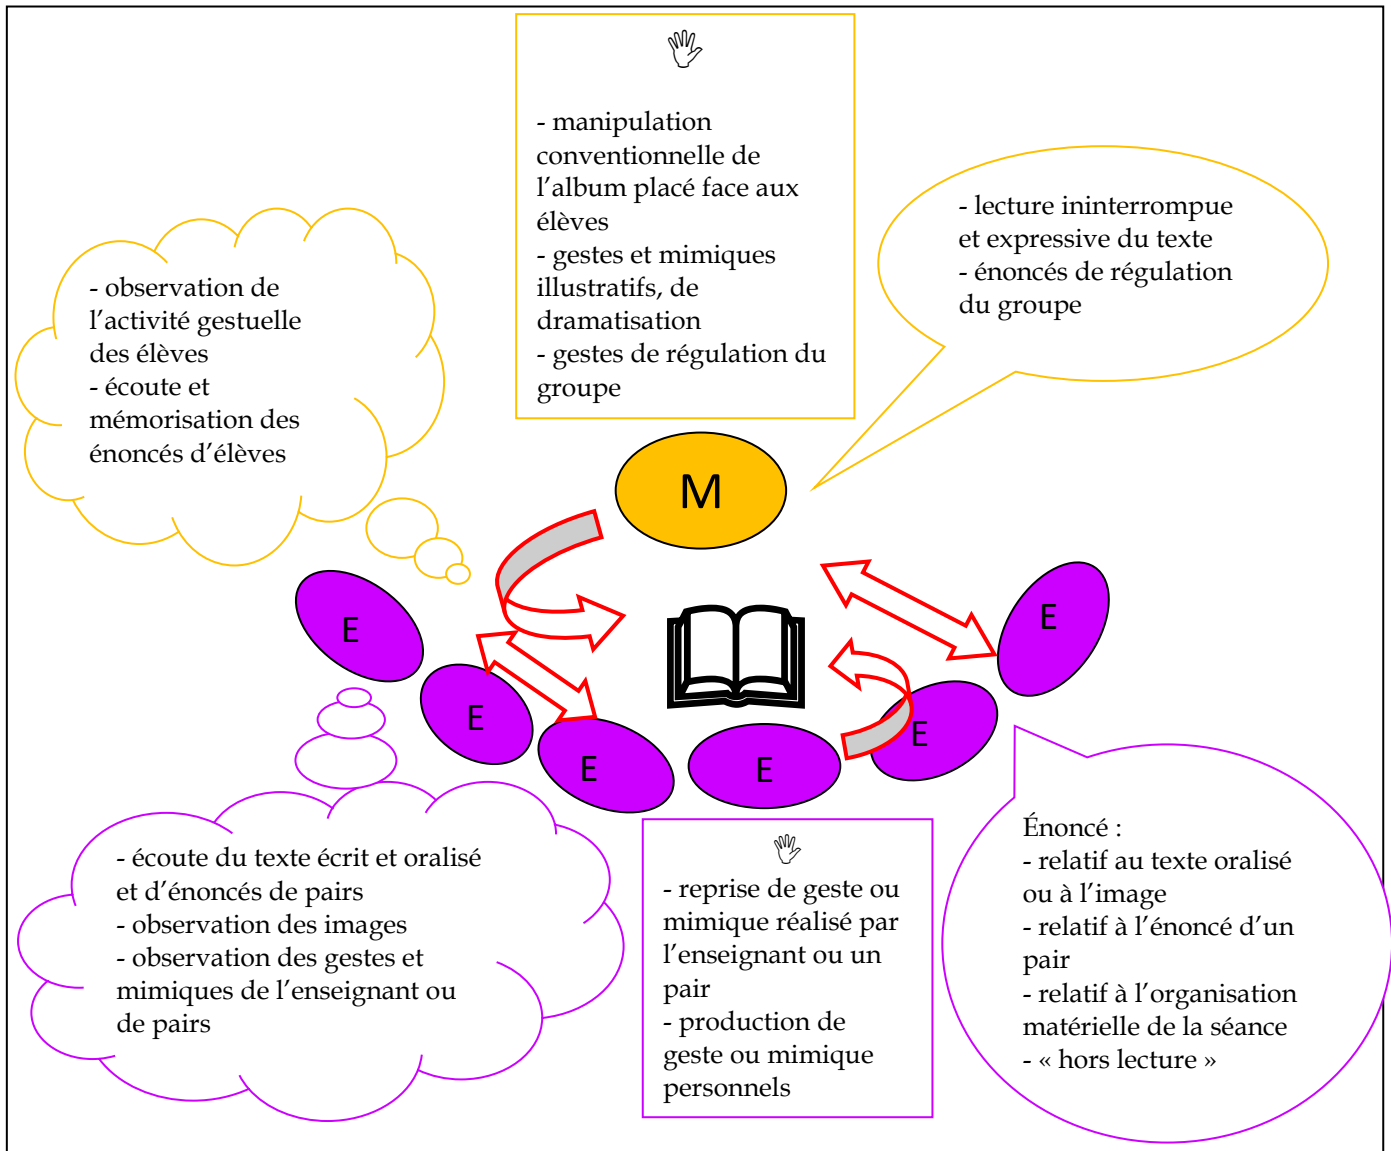 - manipulation
conventionnelle de
l’album placé face aux
élèves
- gestes et mimiques
illustratifs, de
dramatisation
- gestes de régulation du
groupe
- lecture ininterrompue
et expressive du texte
- énoncés de régulation
du groupe
- observation de
l’activité gestuelle
des élèves
- écoute et
mémorisation des
énoncés d’élèves
M
E
E
E
E
E
E
- écoute du texte écrit et oralisé
et d’énoncés de pairs
- observation des images
- observation des gestes et
mimiques de l’enseignant ou
de pairs
- reprise de geste ou
mimique réalisé par
l’enseignant ou un
pair
- production de
geste ou mimique
personnels
Énoncé :
- relatif au texte oralisé
ou à l’image
- relatif à l’énoncé d’un
pair
- relatif à l’organisation
matérielle de la séance
- « hors lecture »